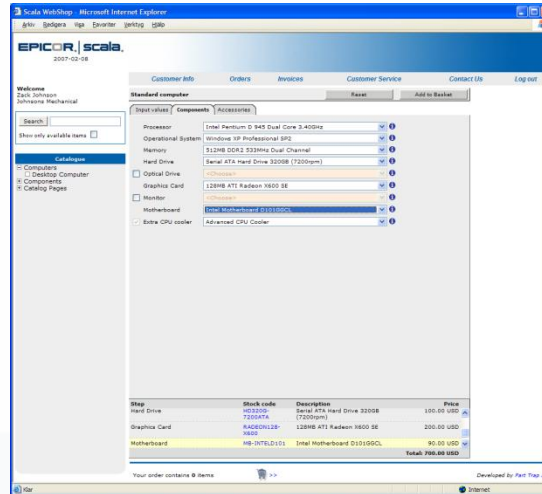 Scala WebShop - Microsoft Internet Explorer
Arkiv Redigera Visa Favoriter Verktyg Hjälp
EPICOR. scala.
2007-02-08
Customer Info Orders Invoices Customer Service Contact Us Log out
Welcome
Zack Johnson
Johnsons Mechanical
Standard computer Reset Add to Basket
Input values Components Accessories
Search
Show only available items
Catalogue
Computers
Desktop Computer
Components
Catalog Pages
Processor Intel Pentium D 945 Dual Core 3.40GHz
Operational System Windows XP Professional SP2
Memory 512MB DDR2 533MHz Dual Channel
Hard Drive Serial ATA Hard Drive 320GB (7200rpm)
Optical Drive <Choose>
Graphics Card 128MB ATI Radeon X600 SE
Monitor <Choose>
Motherboard Intel Motherboard D101GGCL
Extra CPU cooler Advanced CPU Cooler
Step Stock code Description Price
Hard Drive HD320G-7200ATA Serial ATA Hard Drive 320GB (7200rpm) 100.00 USD
Graphics Card RADEON128-X600 128MB ATI Radeon X600 SE 200.00 USD
Motherboard MB-INTELD101 Intel Motherboard D101GGCL 90.00 USD
Total: 700.00 USD
Your order contains 0 items >> Developed by Fast Trap
Klar Internet